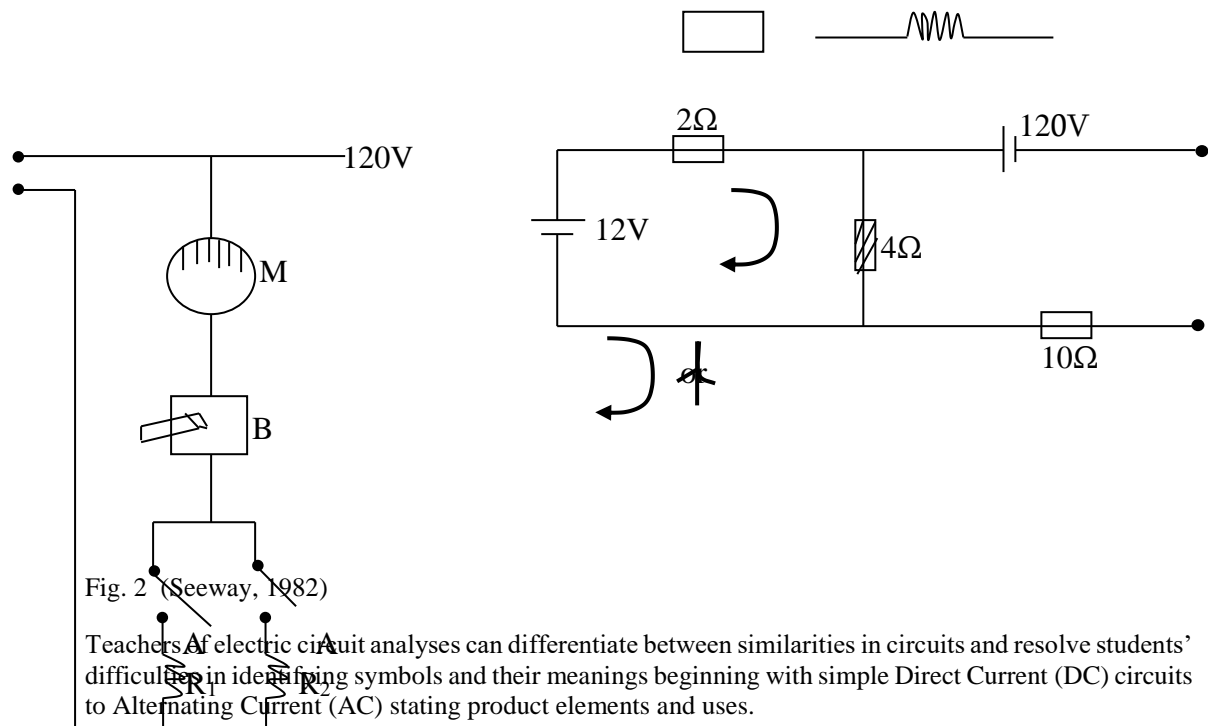 2Ω
120V
120V
12V
4Ω
M
or
10Ω
B
Fig. 2 (Seeway, 1982)
A A
Teachers of electric circuit analyses can differentiate between similarities in circuits and resolve students’
difficulties in identifying symbols and their meanings beginning with simple Direct Current (DC) circuits
R1 R2
to Alternating Current (AC) stating product elements and uses.